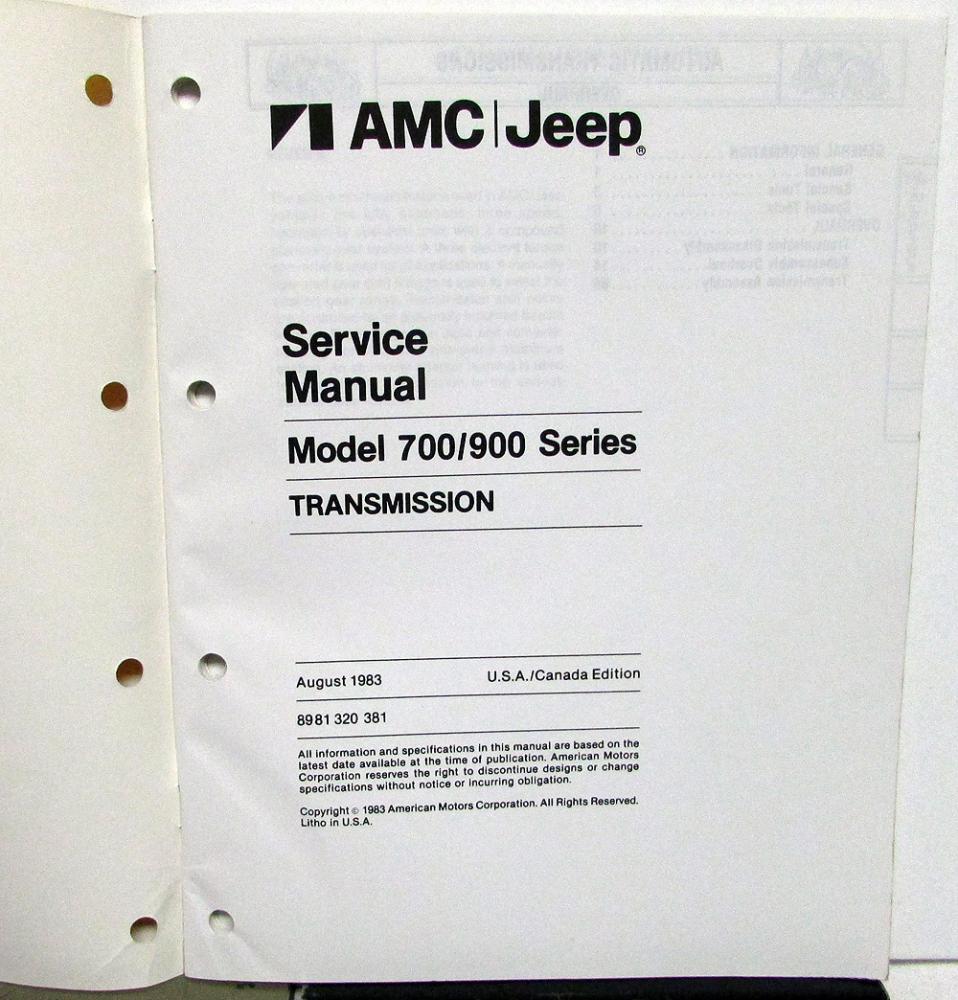 AMC|Jeep®
Service
Manual
Model 700/900 Series
TRANSMISSION
August 1983 U.S.A./Canada Edition
8981 320 381
All information and specifications in this manual are based on the
latest date available at the time of publication. American Motors
Corporation reserves the right to discontinue designs or change
specifications without notice or incurring obligation.
Copyright © 1983 American Motors Corporation. All Rights Reserved.
Litho in U.S.A.